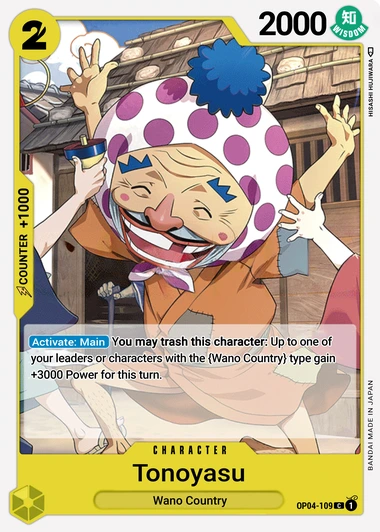 2
2000
知
WISDOM
HISASHI HUJIWARA
COUNTER +1000
Activate: Main You may trash this character: Up to one of
your leaders or characters with the {Wano Country} type gain
+3000 Power for this turn.
CHARACTER
Tonoyasu
Wano Country
OP04-109 C 1
BANDAI MADE IN JAPAN